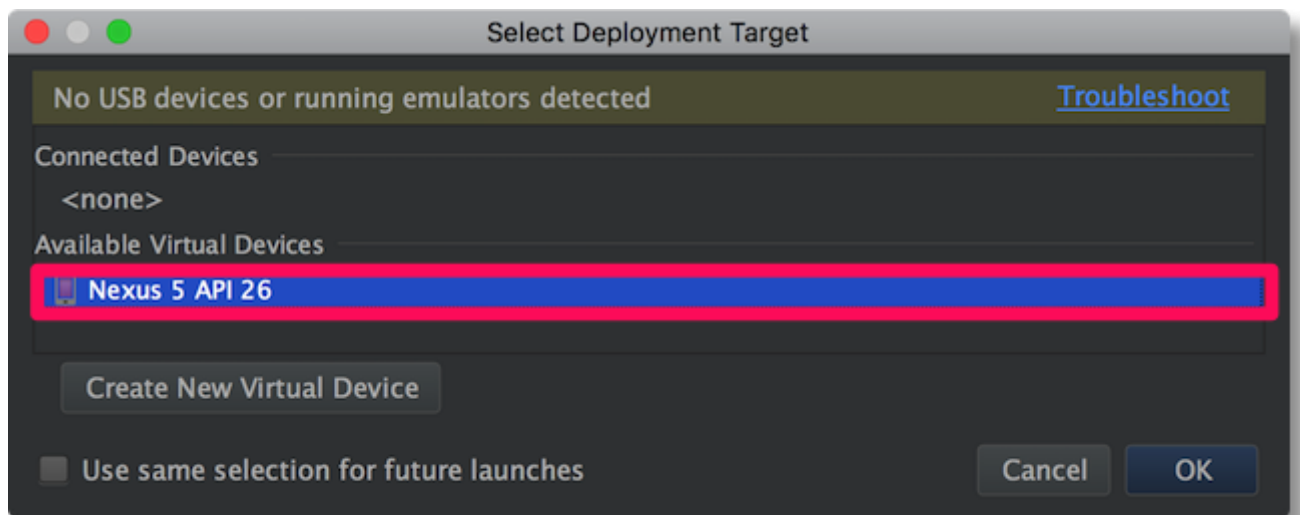 Select Deployment Target
No USB devices or running emulators detected Troubleshoot
Connected Devices
<none>
Available Virtual Devices
Nexus 5 API 26
Create New Virtual Device
Use same selection for future launches Cancel OK